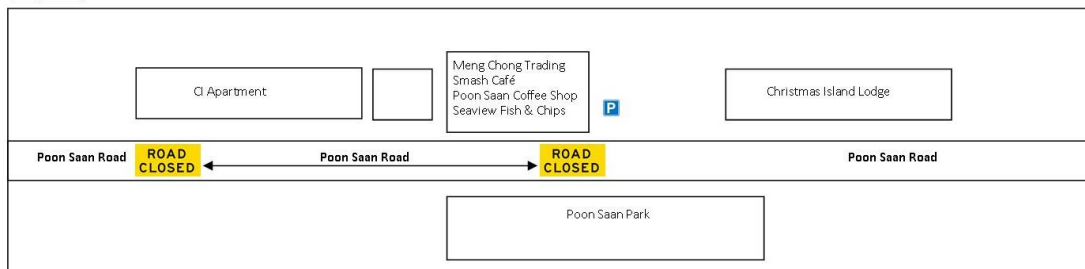 Meng Chong Trading
Smash Café
Poon Saan Coffee Shop
Seaview Fish & Chips
CI Apartment
P
Christmas Island Lodge
Poon Saan Road
ROAD
CLOSED
Poon Saan Road
ROAD
CLOSED
Poon Saan Road
Poon Saan Park